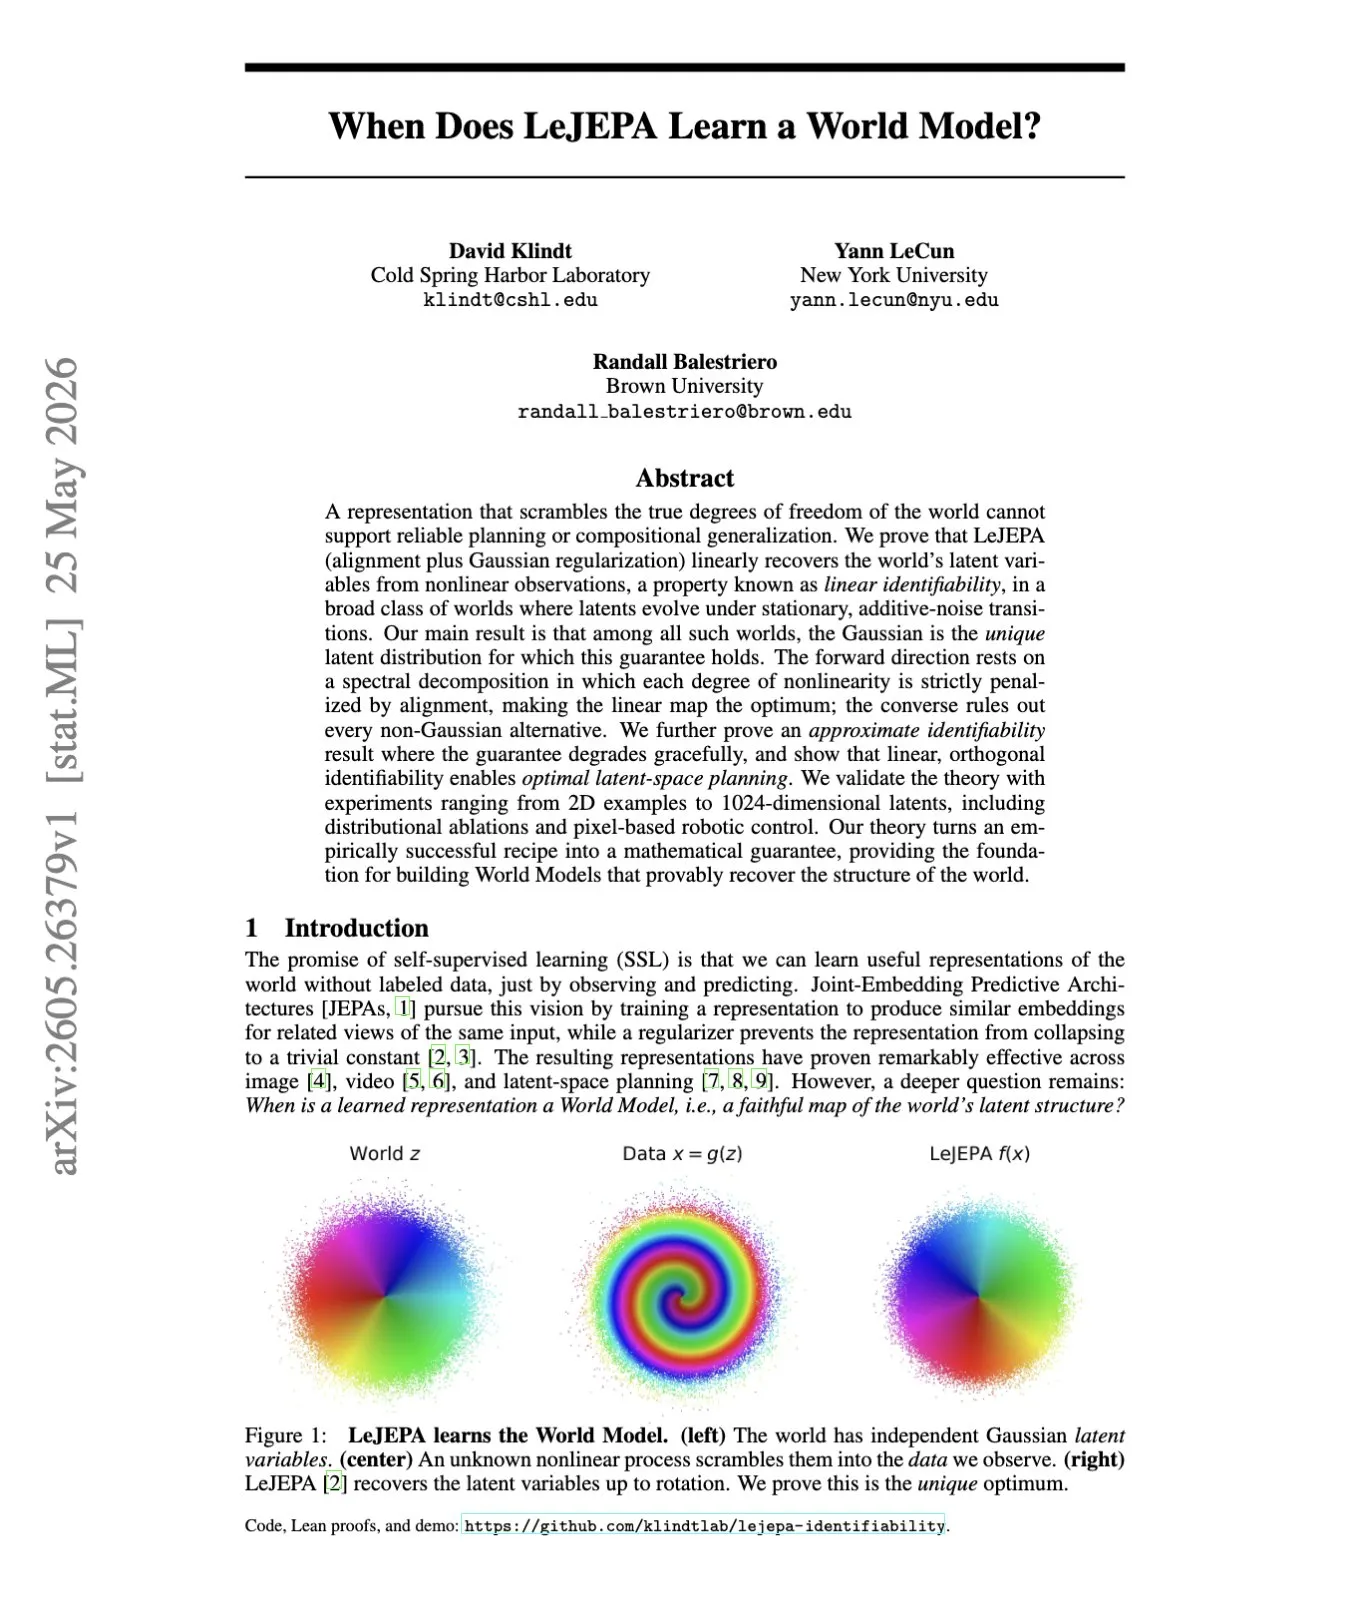 When Does LeJEPA Learn a World Model?
David Klindt
Cold Spring Harbor Laboratory
klindt@cshl.edu
Yann LeCun
New York University
yann.lecun@nyu.edu
Randall Balestriero
Brown University
randall_balestriero@brown.edu
arXiv:2605.26379v1 [stat.ML] 25 May 2026
Abstract
A representation that scrambles the true degrees of freedom of the world cannot
support reliable planning or compositional generalization. We prove that LeJEPA
(alignment plus Gaussian regularization) linearly recovers the world's latent vari-
ables from nonlinear observations, a property known as linear identifiability, in a
broad class of worlds where latents evolve under stationary, additive-noise transi-
tions. Our main result is that among all such worlds, the Gaussian is the unique
latent distribution for which this guarantee holds. The forward direction rests on
a spectral decomposition in which each degree of nonlinearity is strictly penal-
ized by alignment, making the linear map the optimum; the converse rules out
every non-Gaussian alternative. We further prove an approximate identifiability
result where the guarantee degrades gracefully, and show that linear, orthogonal
identifiability enables optimal latent-space planning. We validate the theory with
experiments ranging from 2D examples to 1024-dimensional latents, including
distributional ablations and pixel-based robotic control. Our theory turns an em-
pirically successful recipe into a mathematical guarantee, providing the founda-
tion for building World Models that provably recover the structure of the world.
1 Introduction
The promise of self-supervised learning (SSL) is that we can learn useful representations of the
world without labeled data, just by observing and predicting. Joint-Embedding Predictive Archi-
tectures [JEPAs, 1] pursue this vision by training a representation to produce similar embeddings
for related views of the same input, while a regularizer prevents the representation from collapsing
to a trivial constant [2, 3]. The resulting representations have proven remarkably effective across
image [4], video [5, 6], and latent-space planning [7, 8, 9]. However, a deeper question remains:
When is a learned representation a World Model, i.e., a faithful map of the world's latent structure?
World z
Data x = g(z)
LeJEPA f(x)
Figure 1: LeJEPA learns the World Model. (left) The world has independent Gaussian latent
variables. (center) An unknown nonlinear process scrambles them into the data we observe. (right)
LeJEPA [2] recovers the latent variables up to rotation. We prove this is the unique optimum.
Code, Lean proofs, and demo: https://github.com/klindtlab/lejepa-identifiability.